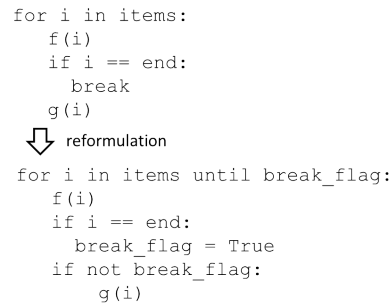 for i in items:
    f(i)
    if i == end:
        break
    g(i)
reformulation
for i in items until break_flag:
    f(i)
    if i == end:
        break_flag = True
    if not break_flag:
        g(i)